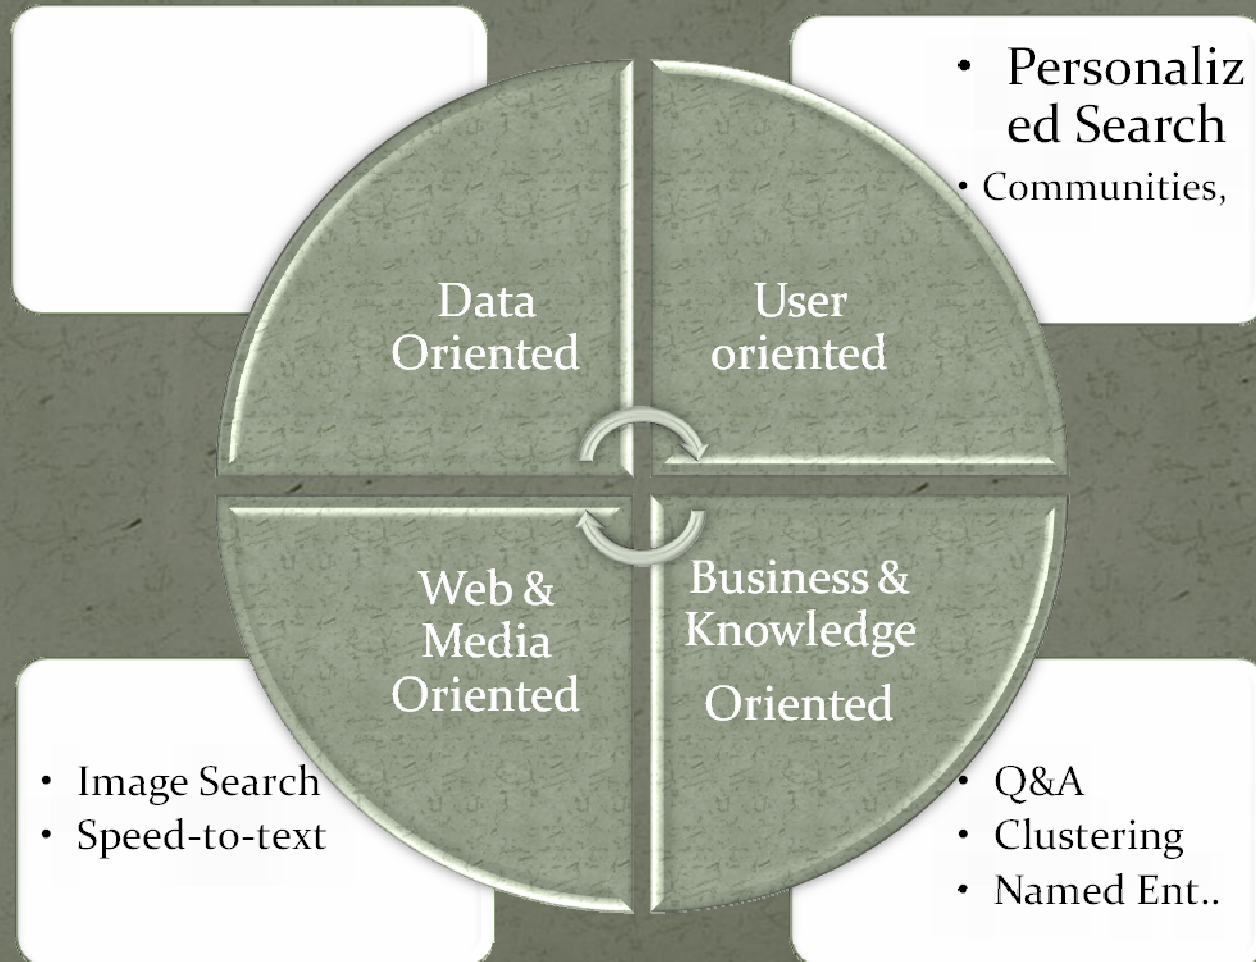 Data
Oriented
User
oriented
• Personaliz
ed Search
• Communities,
Web &
Media
Oriented
• Image Search
• Speed-to-text
Business &
Knowledge
Oriented
• Q&A
• Clustering
• Named Ent..